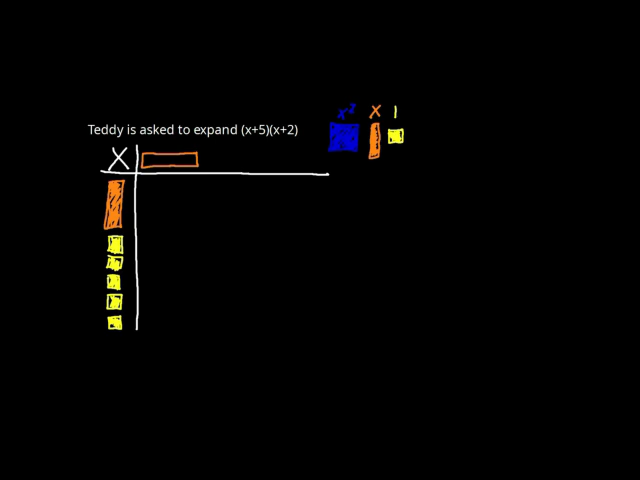 x² x 1
Teddy is asked to expand (x+5)(x+2)
X